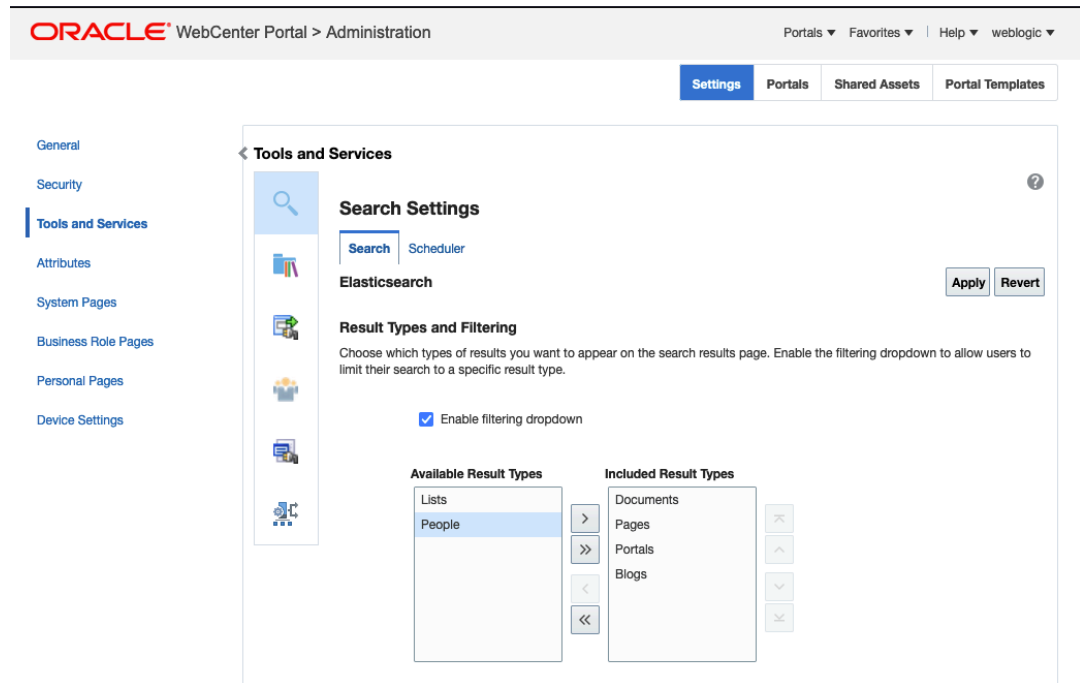 ORACLE® WebCenter Portal > Administration
Portals ▼ Favorites ▼ | Help ▼ weblogic ▼
Settings Portals Shared Assets Portal Templates
General
Security
Tools and Services
Attributes
System Pages
Business Role Pages
Personal Pages
Device Settings
Tools and Services
Search Settings
Search Scheduler
Elasticsearch
Apply Revert
Result Types and Filtering
Choose which types of results you want to appear on the search results page. Enable the filtering dropdown to allow users to
limit their search to a specific result type.
Enable filtering dropdown
Available Result Types
Lists
People
Included Result Types
Documents
Pages
Portals
Blogs